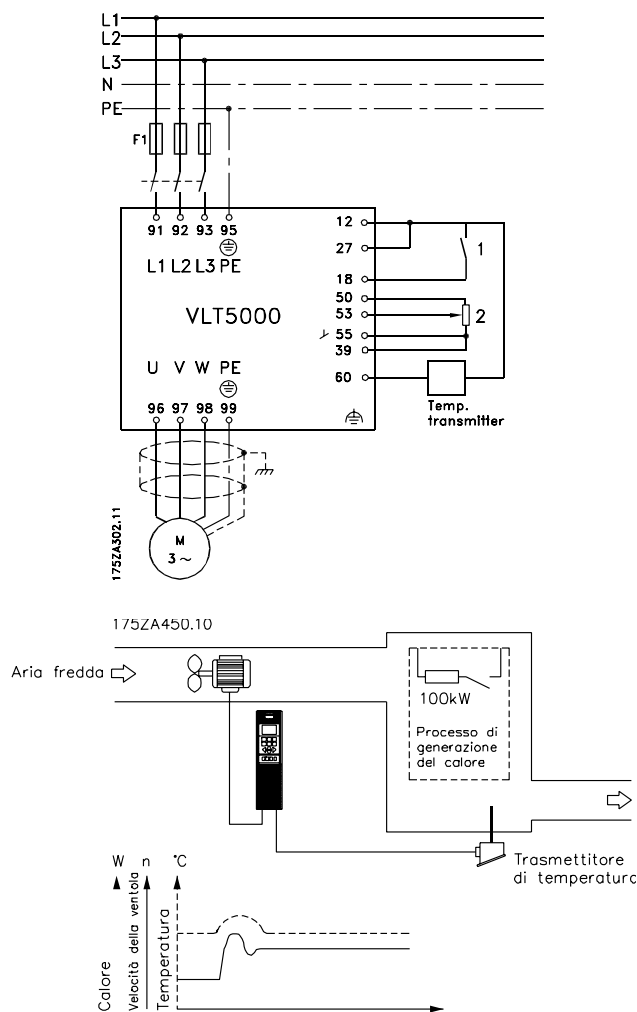 L1
L2
L3
N
PE
F1
91 92 93 95
L1 L2 L3 PE
VLT5000
U V W PE
96 97 98 99
12
27
18
50
53
55
39
60
1
2
Temp.
transmitter
M
3~
175ZA302.11
175ZA450.10
Aria fredda
100kW
Processo di
generazione
del calore
Trasmettitore
di temperatura
W n °C
Calore
Velocità della ventola
Temperatura